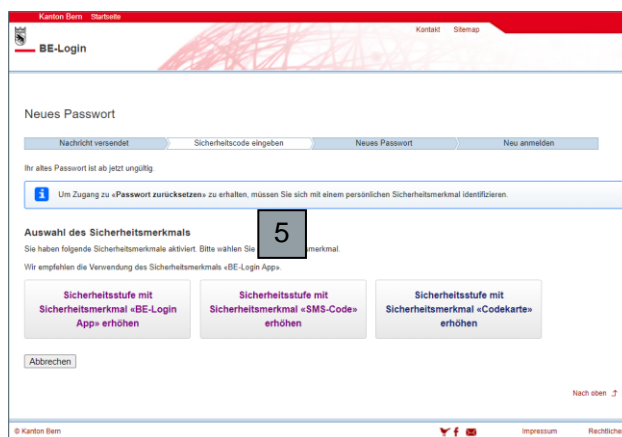 Kanton Bern Startseite
Kontakt Sitemap
BE-Login
Neues Passwort
Nachricht versendet Sicherheitscode eingeben Neues Passwort Neu anmelden
Ihr altes Passwort ist ab jetzt ungültig.
i Um Zugang zu «Passwort zurücksetzen» zu erhalten, müssen Sie sich mit einem persönlichen Sicherheitsmerkmal identifizieren.
5
Auswahl des Sicherheitsmerkmals
Sie haben folgende Sicherheitsmerkmale aktiviert. Bitte wählen Sie smerkmal.
Wir empfehlen die Verwendung des Sicherheitsmerkmals «BE-Login App».
Sicherheitsstufe mit
Sicherheitsmerkmal «BE-Login
App» erhöhen
Sicherheitsstufe mit
Sicherheitsmerkmal «SMS-Code»
erhöhen
Sicherheitsstufe mit
Sicherheitsmerkmal «Codekarte»
erhöhen
Abbrechen
Nach oben
© Kanton Bern Impressum Rechtliche